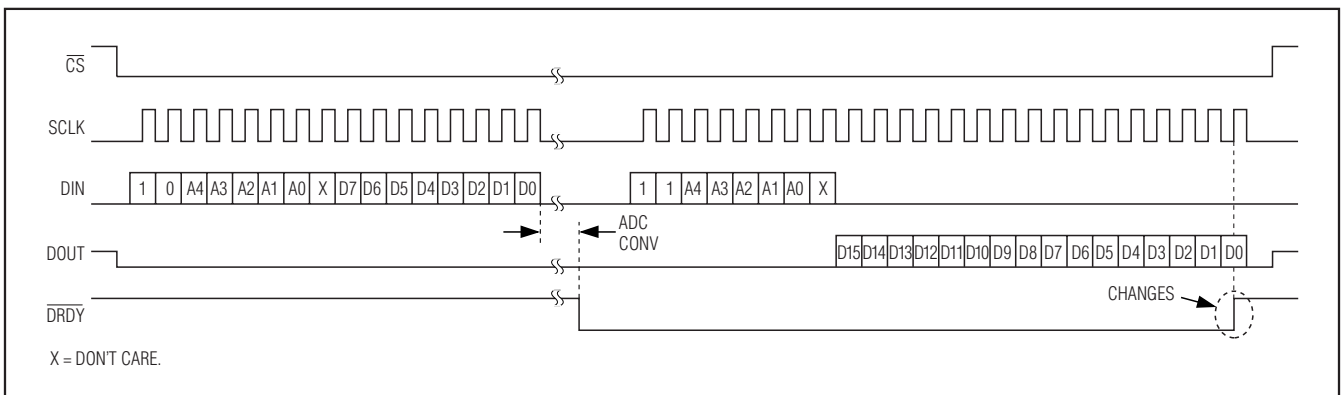 CS
SCLK
DIN 1 0 A4 A3 A2 A1 A0 X D7 D6 D5 D4 D3 D2 D1 D0 1 1 A4 A3 A2 A1 A0 X
ADC
CONV
DOUT D15 D14 D13 D12 D11 D10 D9 D8 D7 D6 D5 D4 D3 D2 D1 D0
CHANGES
DRDY
X = DON'T CARE.